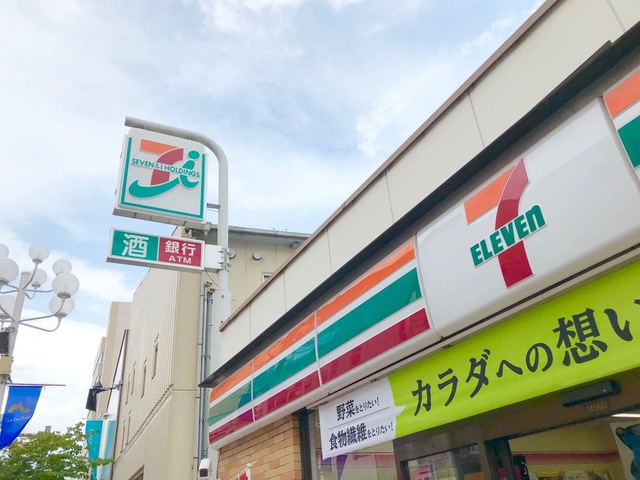 SEVEN & i HOLDINGS
酒 銀行
ATM
7
ELEVEN
カラダへの想い
野菜をとりたい!
食物繊維をとりたい!